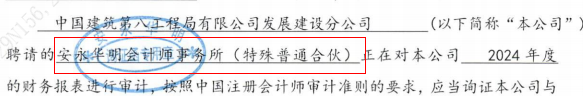 中国建筑第八工程局有限公司发展建设分公司 (以下简称“本公司”)
聘请的安永华明会计师事务所（特殊普通合伙）正在对本公司 2024 年度
的财务报表进行审计，按照中国注册会计师审计准则的要求，应当询证本公司与